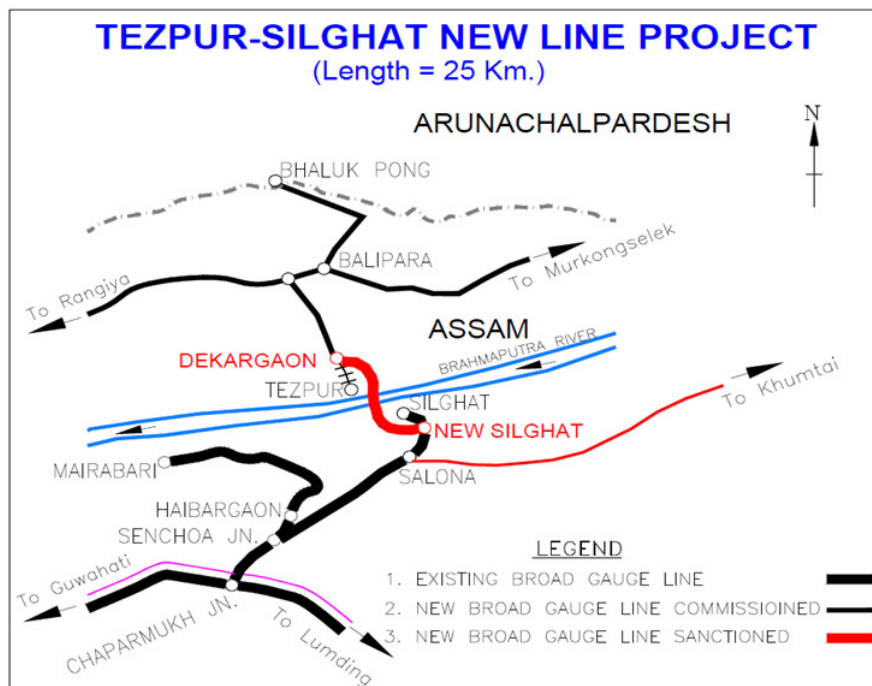 TEZPUR-SILGHAT NEW LINE PROJECT
(Length = 25 Km.)
ARUNACHALPARDESH
N
BHALUK PONG
BALIPARA
To Murkongselek
To Rangiya
ASSAM
DEKARGAON
BRAHMAPUTRA RIVER
TEZPUR
To Khumtai
SILGHAT
NEW SILGHAT
MAIRABARI
SALONA
HAIBARGAON
SENCHOA JN.
LEGEND
1. EXISTING BROAD GAUGE LINE
2. NEW BROAD GAUGE LINE COMMISSIOINED
3. NEW BROAD GAUGE LINE SANCTIONED
To Guwahati
CHAPARMUKH JN.
To Lumding